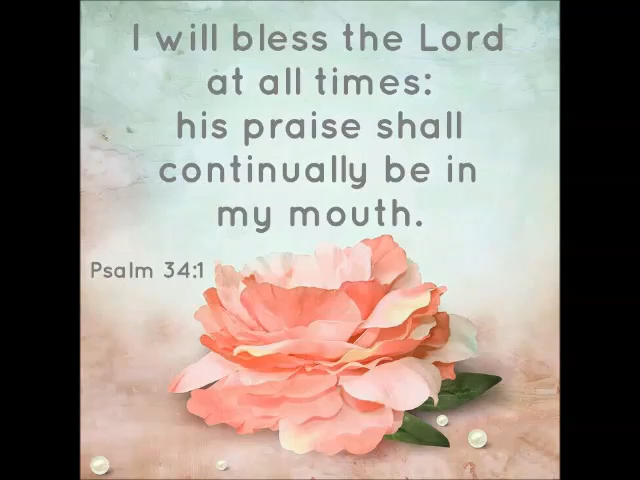 I will bless the Lord
at all times:
his praise shall
continually be in
my mouth.
Psalm 34:1